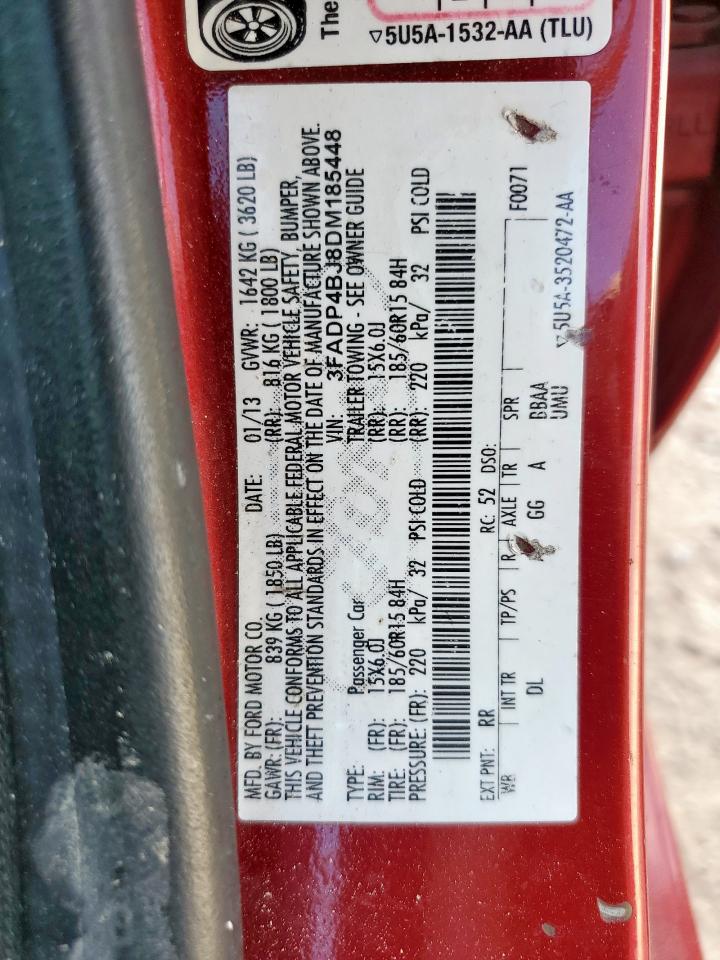 The
▽5U5A-1532-AA (TLU)
MFD. BY FORD MOTOR CO. DATE: 01/13 GVWR: 1642 KG ( 3620 LB)
GAWR: (FR): 839 KG ( 1850 LB) (RR): 816 KG ( 1800 LB)
THIS VEHICLE CONFORMS TO ALL APPLICABLE FEDERAL MOTOR VEHICLE SAFETY, BUMPER,
AND THEFT PREVENTION STANDARDS IN EFFECT ON THE DATE OF MANUFACTURE SHOWN ABOVE.
VIN: 3FADP4BJ8DM185448
TYPE: Passenger Car TRAILER TOWING - SEE OWNER GUIDE
RIM: (FR): 15X6.0J (RR): 15X6.0J
TIRE: (FR): 185/60R15 84H (RR): 185/60R15 84H
PRESSURE: (FR): 220 kPa/ 32 PSI COLD (RR): 220 kPa/ 32 PSI COLD
EXT PNT: RR RC: 52 DSO: F0071
WB INT TR TP/PS R AXLE TR SPR
DL GG A BBAA
UMU
▽5U5A-3520472-AA